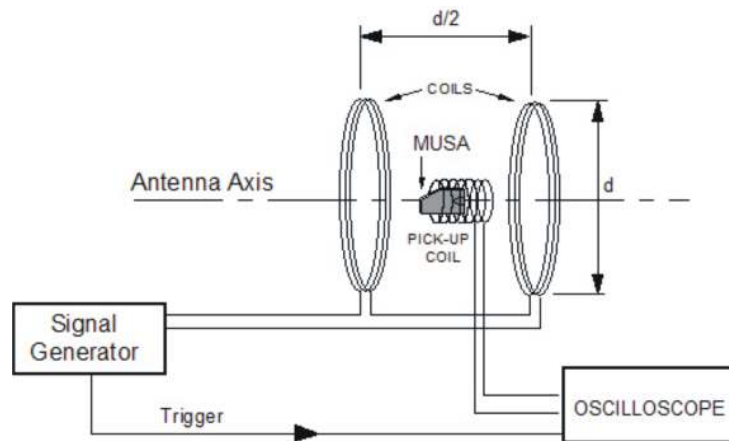 d/2
COILS
MUSA
Antenna Axis
d
PICK-UP
COIL
Signal
Generator
Trigger
OSCILLOSCOPE